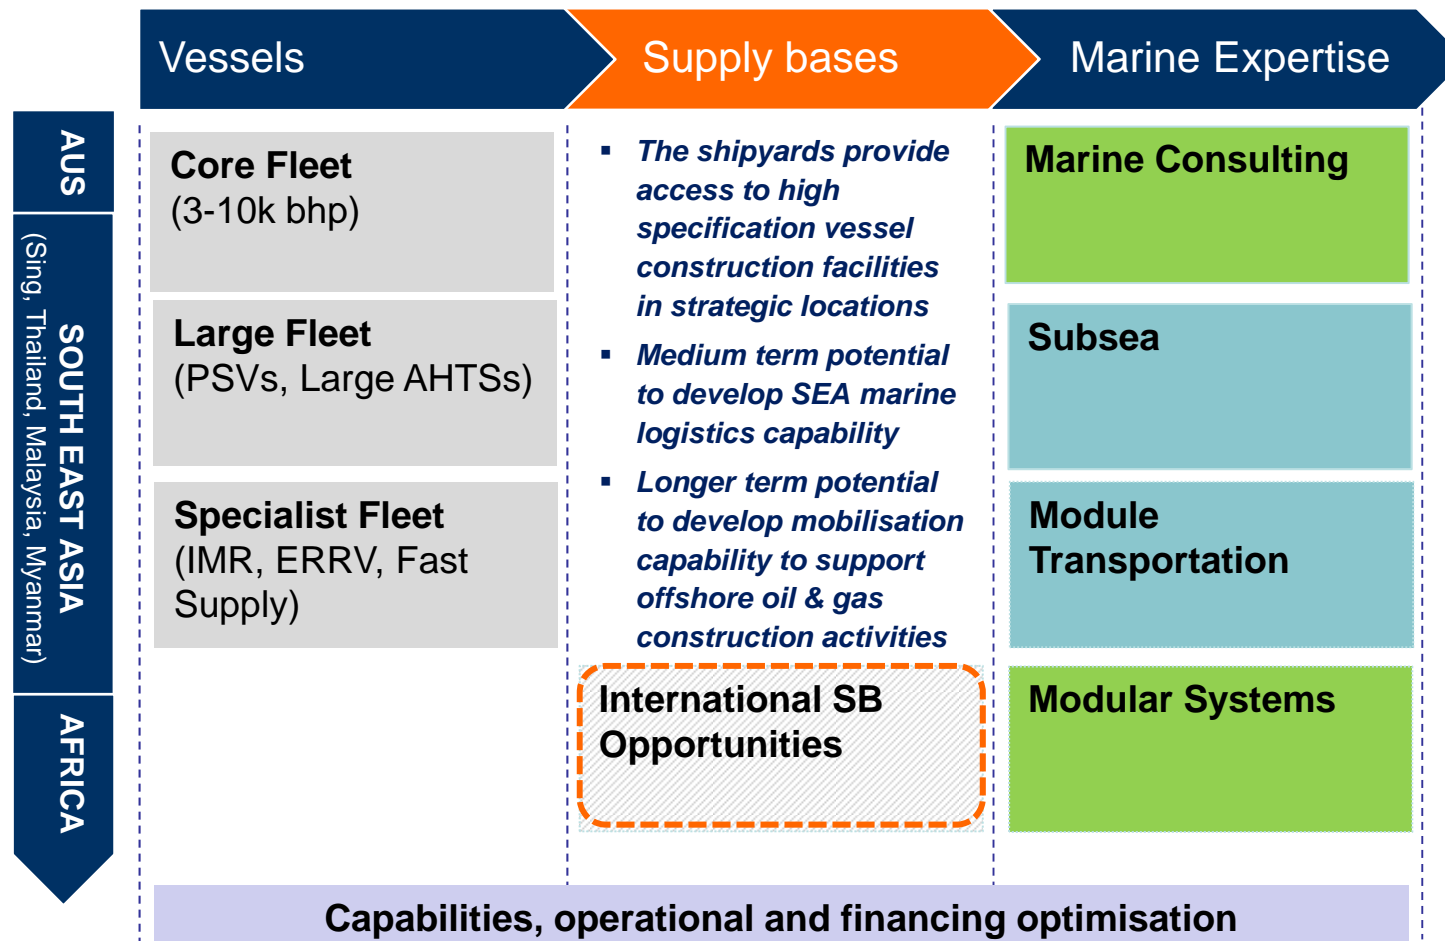 Vessels
Supply bases
Marine Expertise
AUS
SOUTH EAST ASIA
(Sing, Thailand, Malaysia, Myanmar)
AFRICA
Core Fleet
(3-10k bhp)
Large Fleet
(PSVs, Large AHTSs)
Specialist Fleet
(IMR, ERRV, Fast
Supply)
▪ The shipyards provide
access to high
specification vessel
construction facilities
in strategic locations
▪ Medium term potential
to develop SEA marine
logistics capability
▪ Longer term potential
to develop mobilisation
capability to support
offshore oil & gas
construction activities
International SB
Opportunities
Marine Consulting
Subsea
Module
Transportation
Modular Systems
Capabilities, operational and financing optimisation